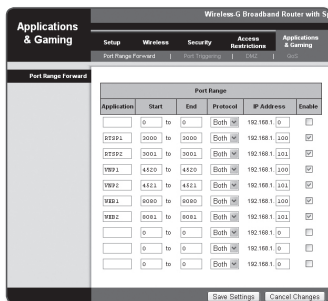 Wireless-G Broadband Router with Sp
Applications & Gaming
Setup Wireless Security Access Restrictions Applications & Gaming
Port Range Forward | Port Triggering | DMZ | QoS
Port Range Forward
Port Range
Application Start End Protocol IP Address Enable
0 to 0 Both 192.168.1. 0
RTSP1 3000 to 3000 Both 192.168.1. 100
RTSP2 3001 to 3001 Both 192.168.1. 101
VNP1 4520 to 4520 Both 192.168.1. 100
VNP2 4521 to 4521 Both 192.168.1. 101
WEB1 8080 to 8080 Both 192.168.1. 100
WEB2 8081 to 8081 Both 192.168.1. 101
0 to 0 Both 192.168.1. 0
0 to 0 Both 192.168.1. 0
0 to 0 Both 192.168.1. 0
Save Settings Cancel Changes